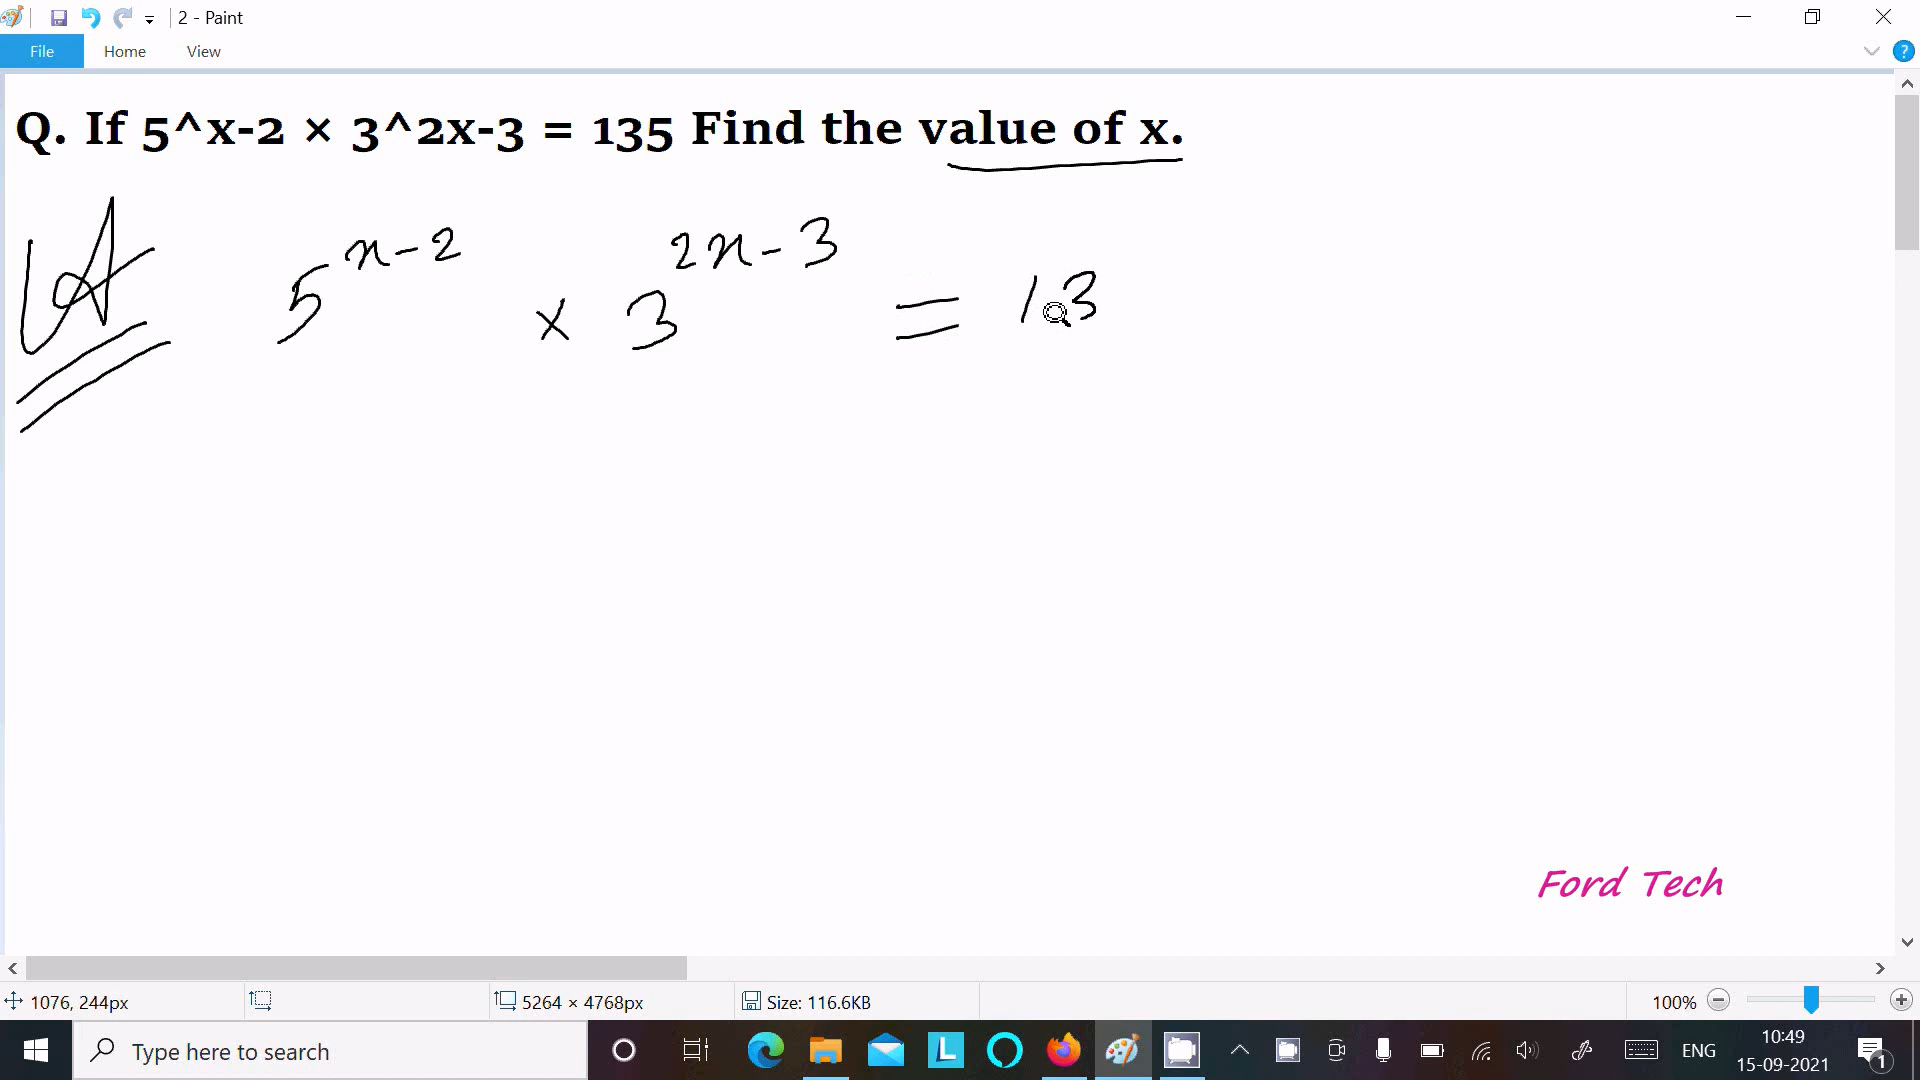 2 - Paint
File Home View
Q. If 5^x-2 × 3^2x-3 = 135 Find the value of x.
5^x-2 × 3^2x-3 = 13
Ford Tech
1076, 244px 5264 × 4768px Size: 116.6KB 100%
Type here to search
L
ENG
10:49
15-09-2021
1